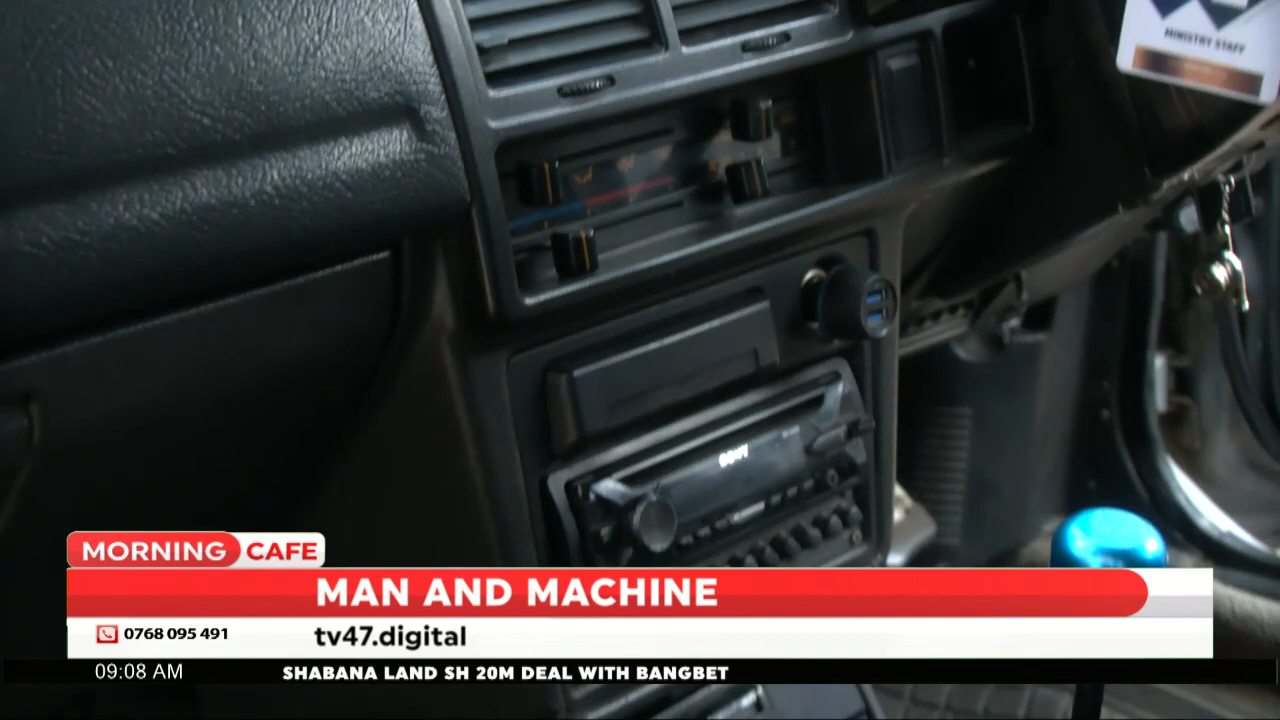 MINISTRY STAFF
SONY
MORNING CAFE
MAN AND MACHINE
0768 095 491
tv47.digital
09:08 AM
SHABANA LAND SH 20M DEAL WITH BANGBET